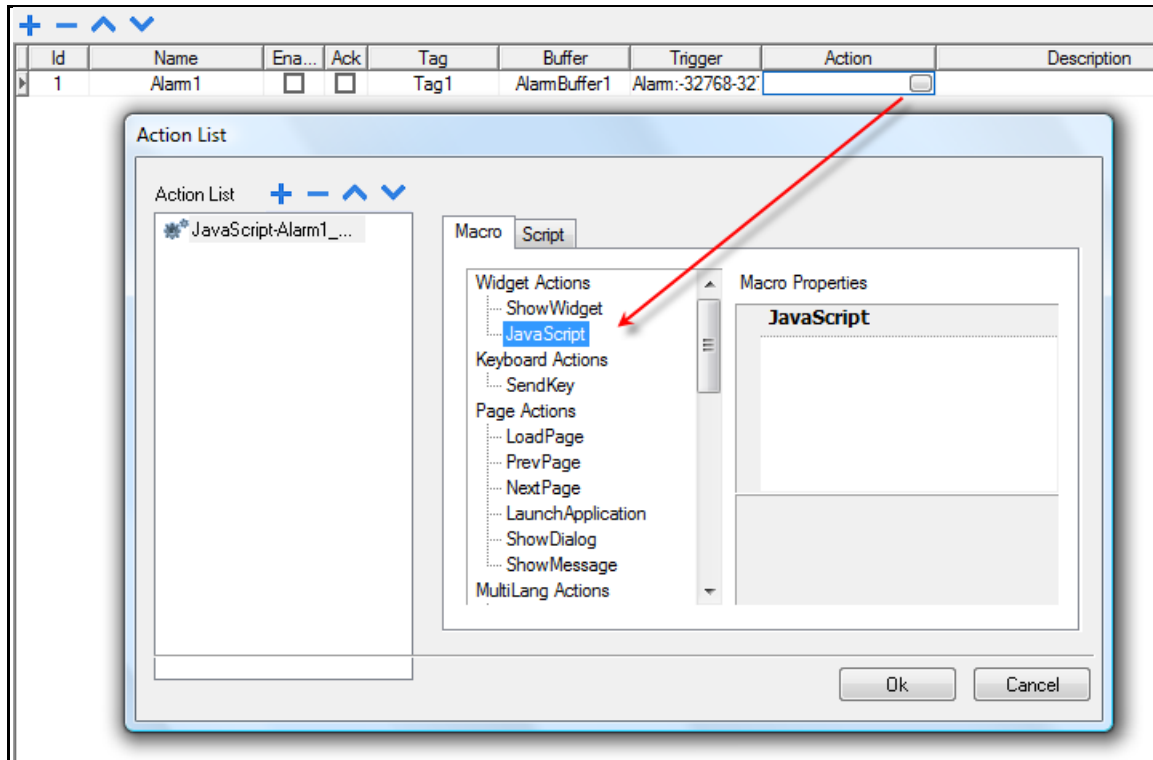 Id Name Ena... Ack Tag Buffer Trigger Action Description
1 Alarm1 Tag1 AlarmBuffer1 Alarm:-32768-32
Action List
Action List
JavaScript-Alarm1_...
Macro Script
Widget Actions
ShowWidget
JavaScript
Keyboard Actions
SendKey
Page Actions
LoadPage
PrevPage
NextPage
LaunchApplication
ShowDialog
ShowMessage
MultiLang Actions
Macro Properties
JavaScript
Ok Cancel